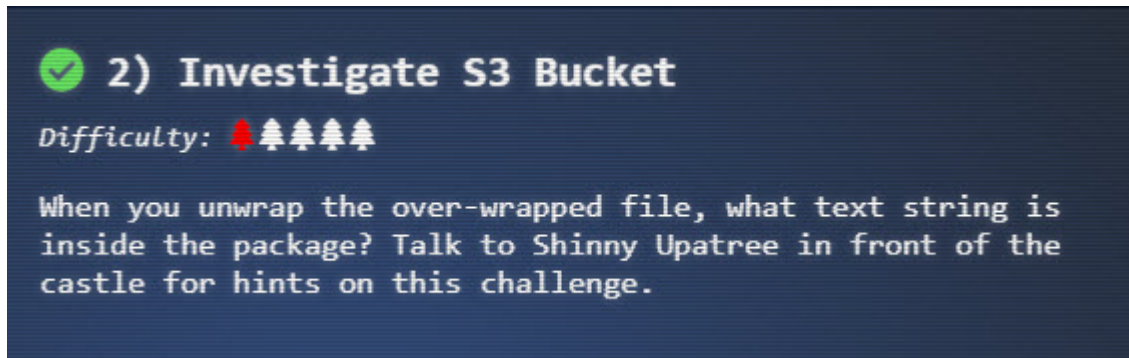 2) Investigate S3 Bucket
Difficulty:
When you unwrap the over-wrapped file, what text string is
inside the package? Talk to Shinny Upatree in front of the
castle for hints on this challenge.